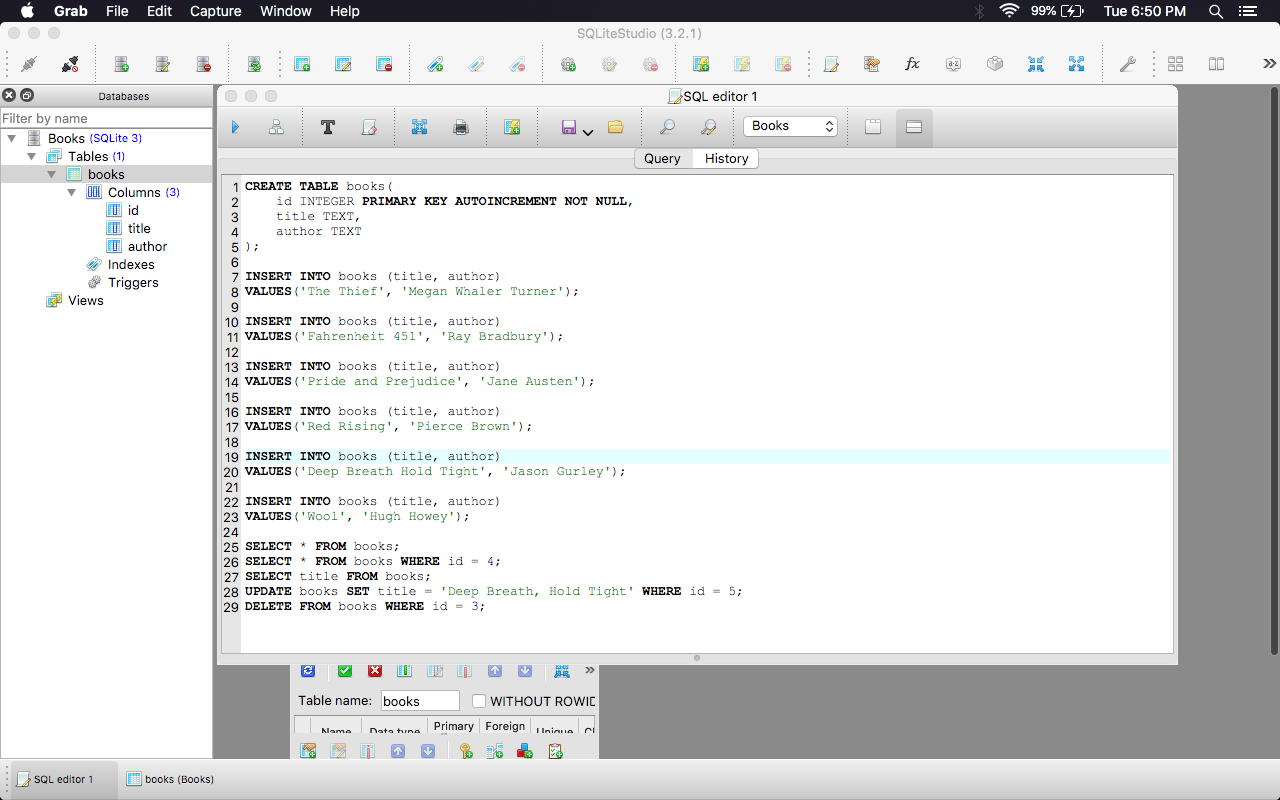 Grab File Edit Capture Window Help 99% Tue 6:50 PM
SQLiteStudio (3.2.1)
Databases
Filter by name
Books (SQLite 3)
Tables (1)
books
Columns (3)
id
title
author
Indexes
Triggers
Views
SQL editor 1
Books
Query History
1 CREATE TABLE books(
2 id INTEGER PRIMARY KEY AUTOINCREMENT NOT NULL,
3 title TEXT,
4 author TEXT
5 );
6
7 INSERT INTO books (title, author)
8 VALUES('The Thief', 'Megan Whaler Turner');
9
10 INSERT INTO books (title, author)
11 VALUES('Fahrenheit 451', 'Ray Bradbury');
12
13 INSERT INTO books (title, author)
14 VALUES('Pride and Prejudice', 'Jane Austen');
15
16 INSERT INTO books (title, author)
17 VALUES('Red Rising', 'Pierce Brown');
18
19 INSERT INTO books (title, author)
20 VALUES('Deep Breath Hold Tight', 'Jason Gurley');
21
22 INSERT INTO books (title, author)
23 VALUES('Wool', 'Hugh Howey');
24
25 SELECT * FROM books;
26 SELECT * FROM books WHERE id = 4;
27 SELECT title FROM books;
28 UPDATE books SET title = 'Deep Breath, Hold Tight' WHERE id = 5;
29 DELETE FROM books WHERE id = 3;
Table name: books WITHOUT ROWID
Name Data type Primary Foreign Unique
SQL editor 1 books (Books)